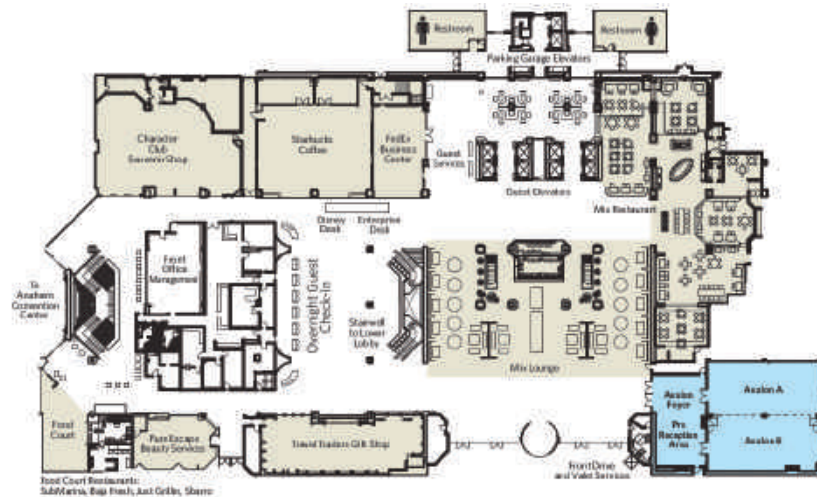 Restroom
Restroom
Parking Garage Elevators
Character
Club
Souvenir Shop
Starbucks
Coffee
FedEx
Business
Center
Guest
Services
Guest Elevators
Mix Restaurant
Disney
Desk
Enterprise
Desk
To
Anaheim
Convention
Center
Front
Office
Management
Overnight Guest
Check-In
Stairwell
to Lower
Lobby
Mix Lounge
Avalon
Foyer
Avalon A
Pre
Reception
Area
Avalon B
Food
Court
Pure Escape
Beauty Services
Travel Traders Gift Shop
Front Drive
and Valet Services
Food Court Restaurants:
SubMarina, Baja Fresh, Just Grillin, Sbarro